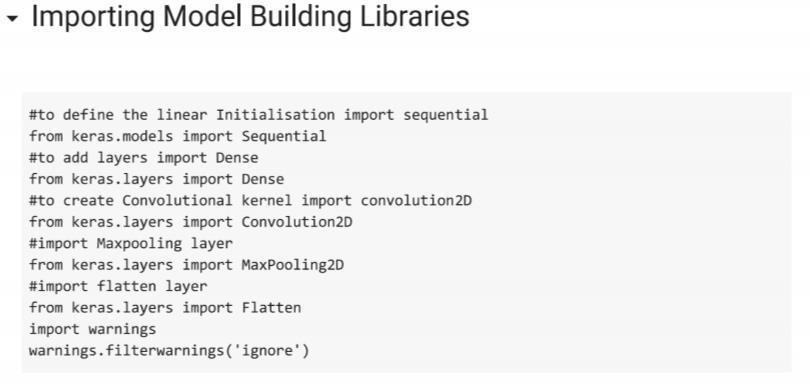 Importing Model Building Libraries
#to define the linear Initialisation import sequential
from keras.models import Sequential
#to add layers import Dense
from keras.layers import Dense
#to create Convolutional kernel import convolution2D
from keras.layers import Convolution2D
#import Maxpooling layer
from keras.layers import MaxPooling2D
#import flatten layer
from keras.layers import Flatten
import warnings
warnings.filterwarnings('ignore')